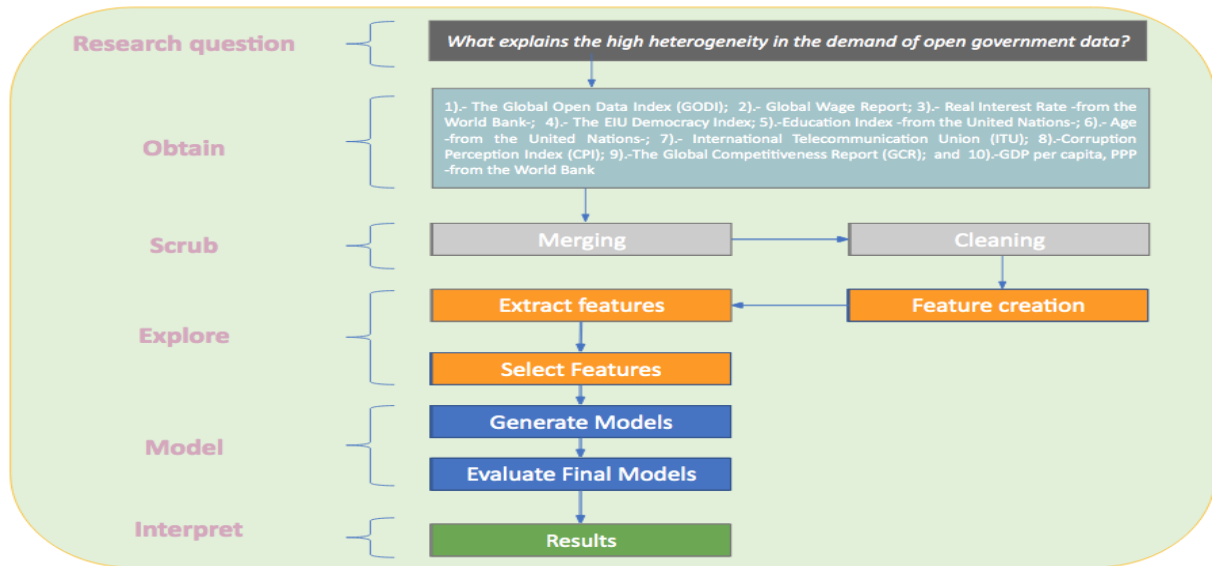 Research question
What explains the high heterogeneity in the demand of open government data?
Obtain
1).- The Global Open Data Index (GODI); 2).- Global Wage Report; 3).- Real Interest Rate -from the
World Bank-; 4).- The EIU Democracy Index; 5).-Education Index -from the United Nations-; 6).- Age
-from the United Nations-; 7).- International Telecommunication Union (ITU); 8).-Corruption
Perception Index (CPI); 9).-The Global Competitiveness Report (GCR); and 10).-GDP per capita, PPP
-from the World Bank
Scrub
Merging
Cleaning
Explore
Extract features
Feature creation
Select Features
Model
Generate Models
Evaluate Final Models
Interpret
Results